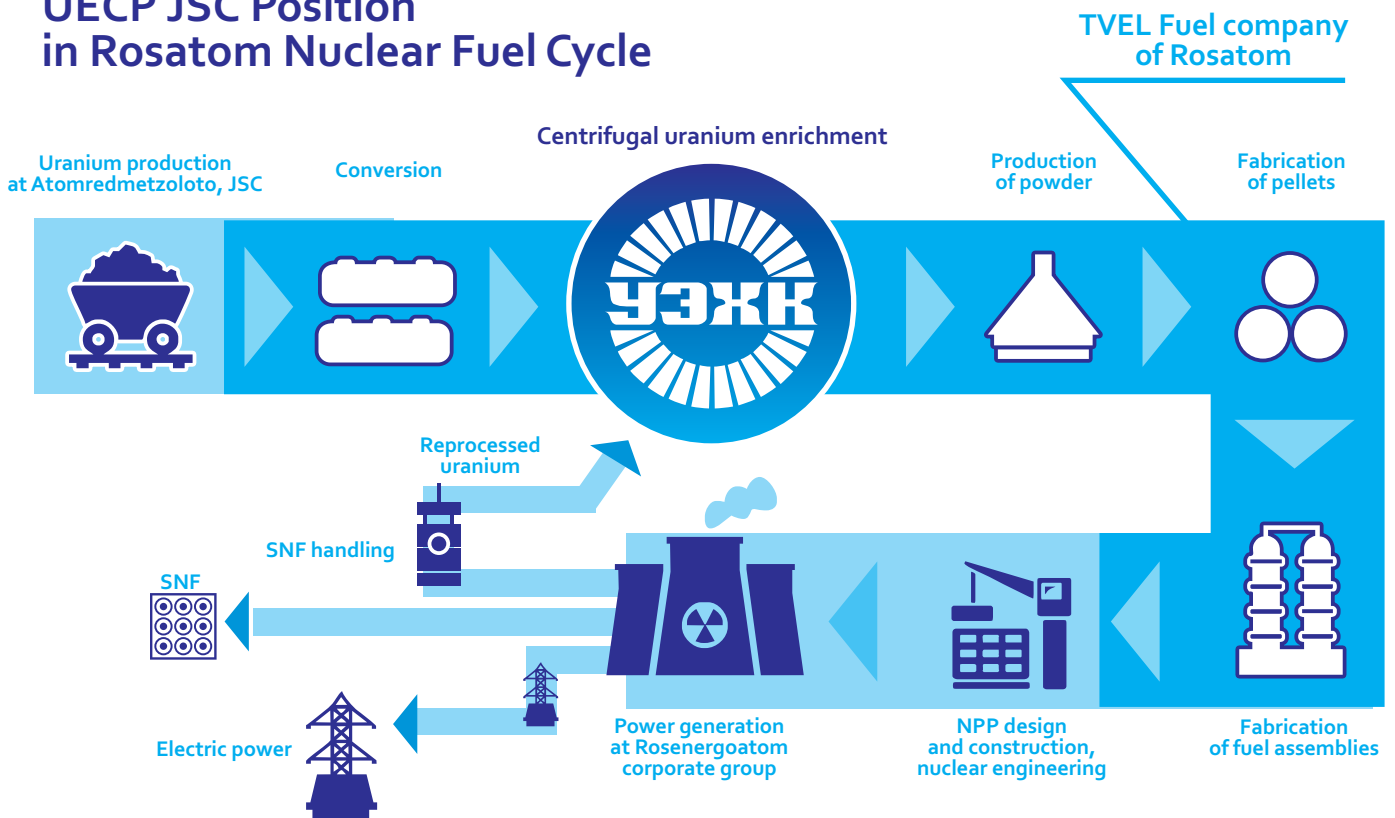 UECP JSC Position
in Rosatom Nuclear Fuel Cycle
TVEL Fuel company
of Rosatom
Centrifugal uranium enrichment
Uranium production
at Atomredmetzoloto, JSC
Conversion
Production
of powder
Fabrication
of pellets
УЭХК
Reprocessed
uranium
SNF handling
SNF
Electric power
Power generation
at Rosenergoatom
corporate group
NPP design
and construction,
nuclear engineering
Fabrication
of fuel assemblies